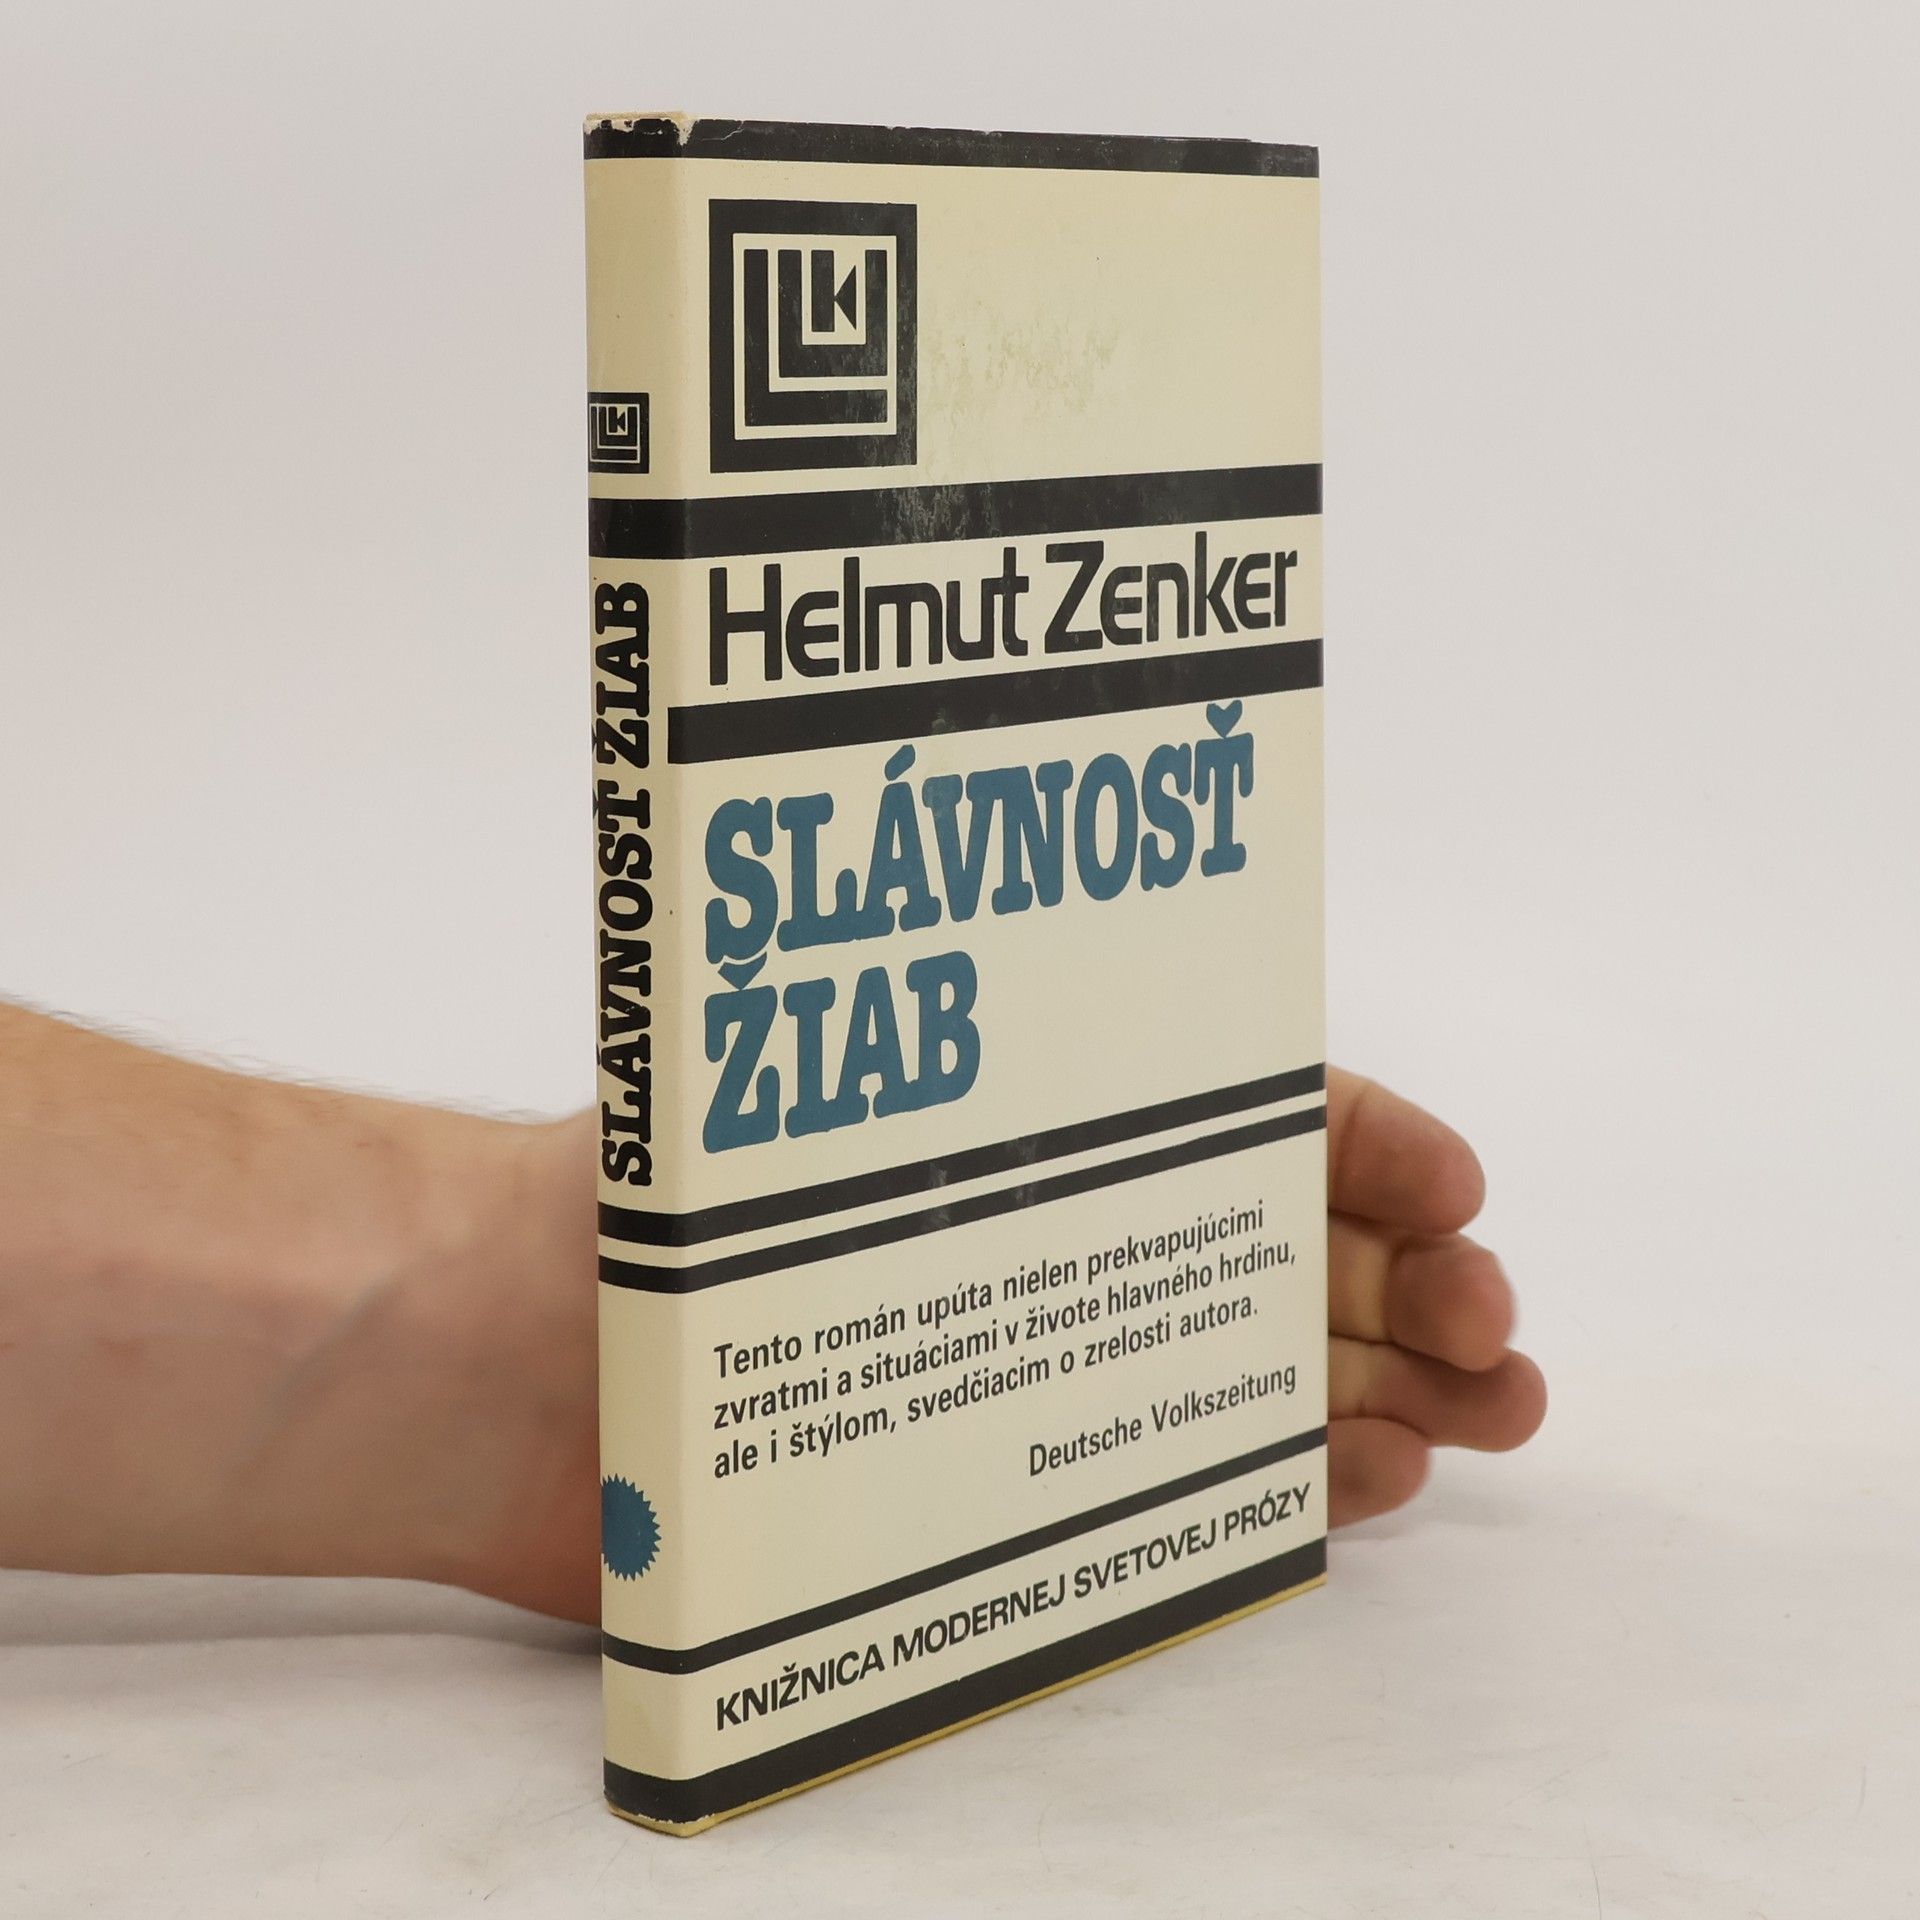 SLÁVNOSŤ ŽIAB
Helmut Zenker
SLÁVNOSŤ
ŽIAB
Tento román upúta nielen prekvapujúcimi
zvratmi a situáciami v živote hlavného hrdinu,
ale i štýlom, svedčiacim o zrelosti autora.
Deutsche Volkszeitung
KNIŽNICA MODERNEJ SVETOVEJ PRÓZY